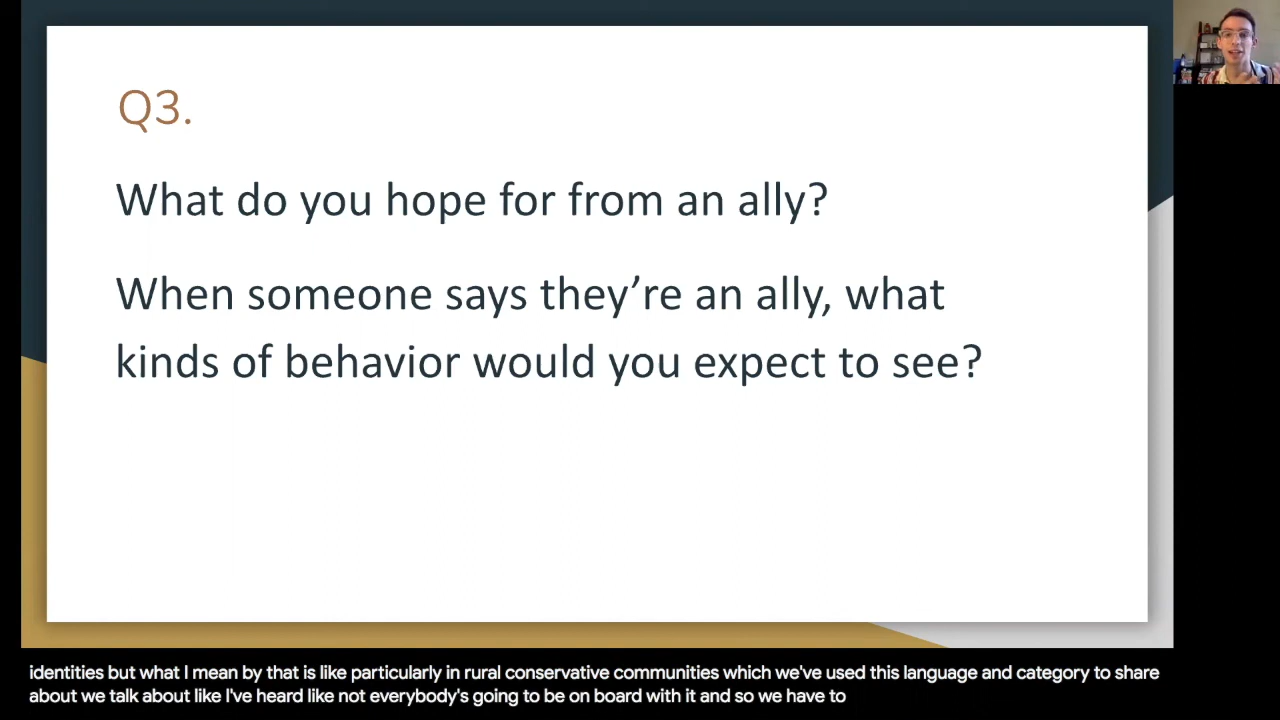 Q3.
What do you hope for from an ally?
When someone says they’re an ally, what
kinds of behavior would you expect to see?
identities but what I mean by that is like particularly in rural conservative communities which we've used this language and category to share
about we talk about like I've heard like not everybody's going to be on board with it and so we have to